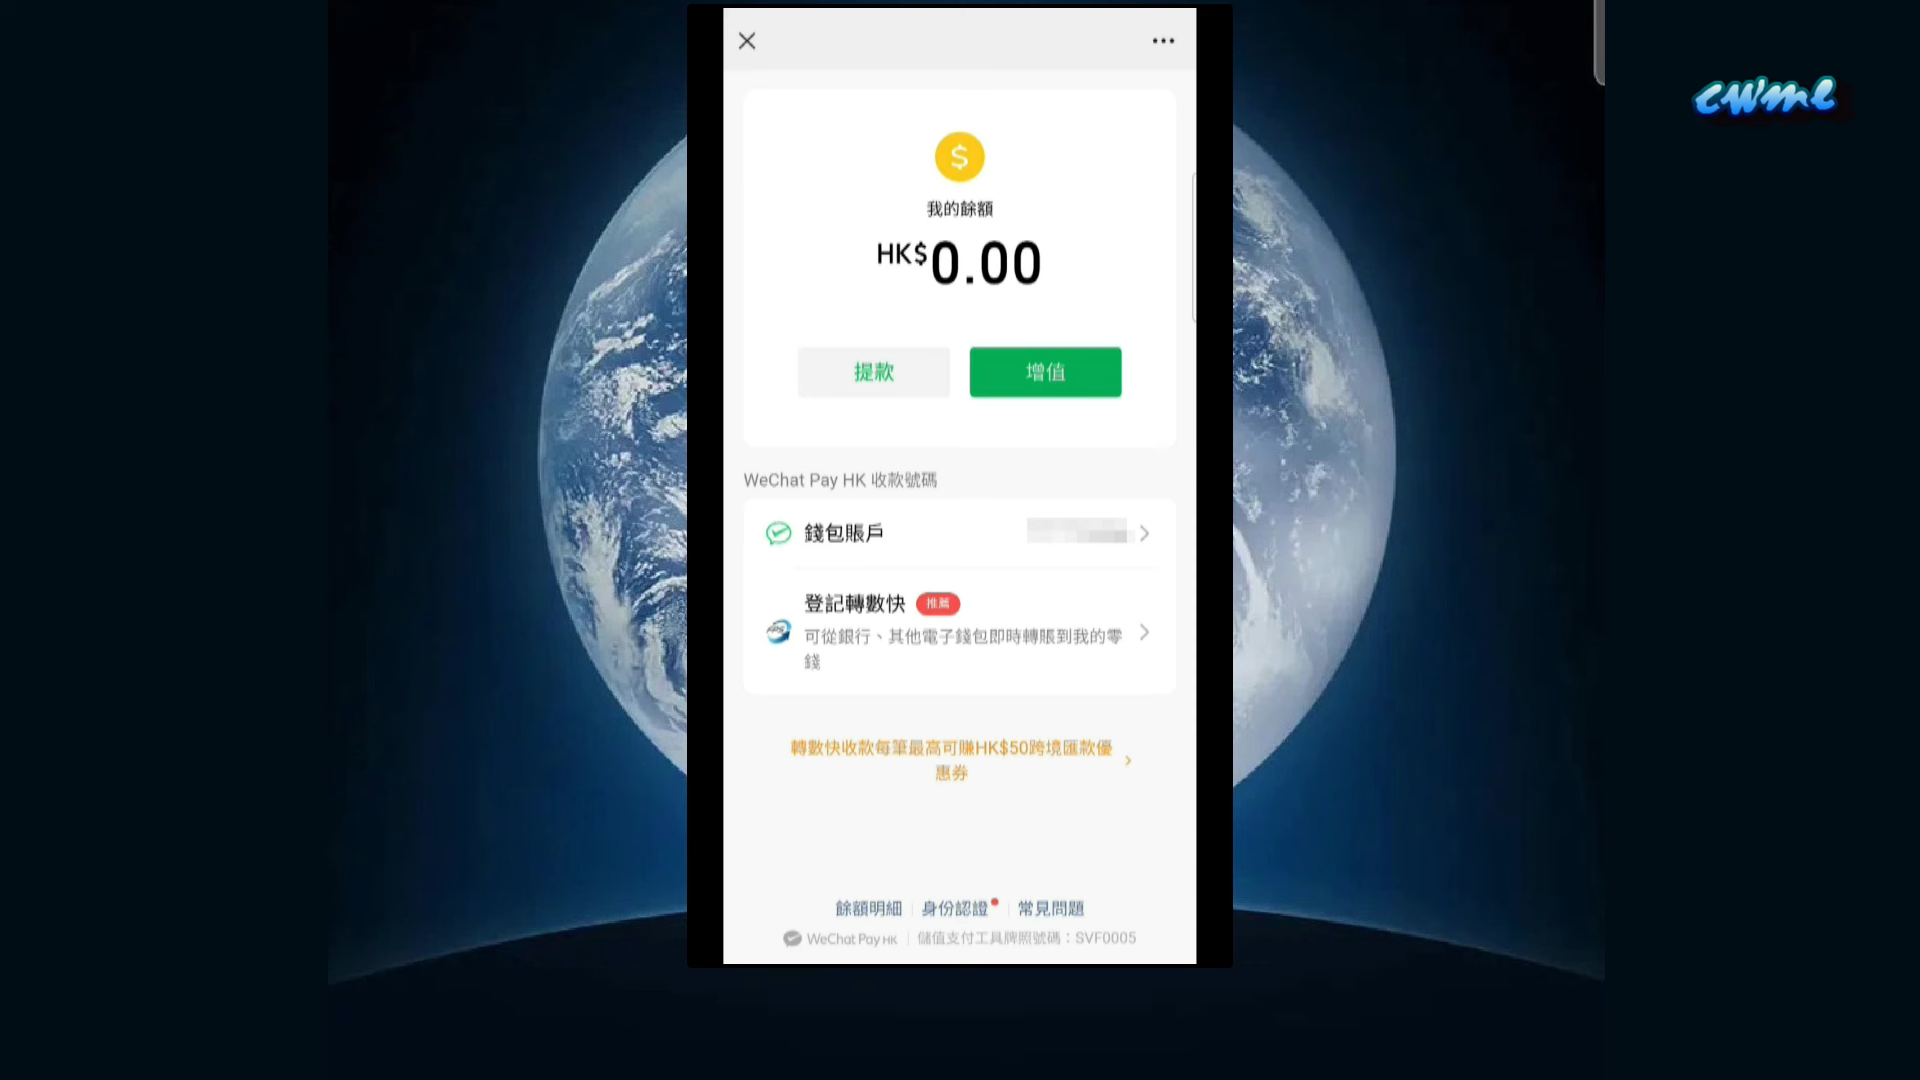 cwml
$
我的餘額
HK$0.00
提款
增值
WeChat Pay HK 收款號碼
錢包賬戶
登記轉數快 推薦
可從銀行、其他電子錢包即時轉賬到我的零
錢
轉數快收款每筆最高可賺HK$50跨境匯款優
惠券
餘額明細 身份認證 常見問題
WeChat Pay HK 儲值支付工具牌照號碼：SVF0005